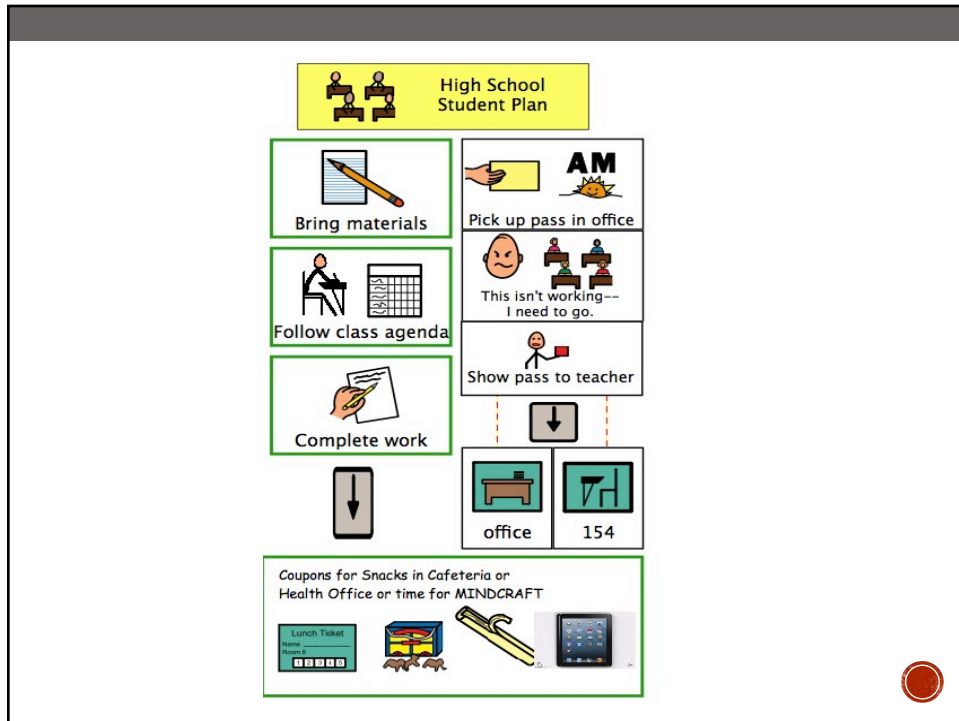 High School
Student Plan
Bring materials
Follow class agenda
Complete work
AM
Pick up pass in office
This isn't working--
I need to go.
Show pass to teacher
office
154
Coupons for Snacks in Cafeteria or
Health Office or time for MINDCRAFT
Lunch Ticket
Name
Room #
1 2 3 4 5